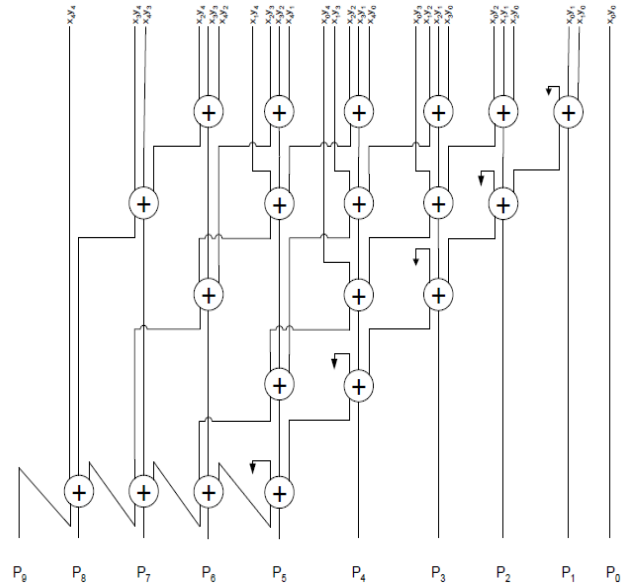 x₄y₄
x₃y₄
x₄y₃
x₂y₄
x₃y₃
x₄y₂
x₁y₄
x₂y₃
x₃y₂
x₄y₁
x₀y₄
x₁y₃
x₂y₂
x₃y₁
x₄y₀
x₀y₃
x₁y₂
x₂y₁
x₃y₀
x₀y₂
x₁y₁
x₂y₀
x₀y₁
x₁y₀
x₀y₀
+ + + + + +
+ + + + +
+ + +
+ +
+ + + +
P₉ P₈ P₇ P₆ P₅ P₄ P₃ P₂ P₁ P₀